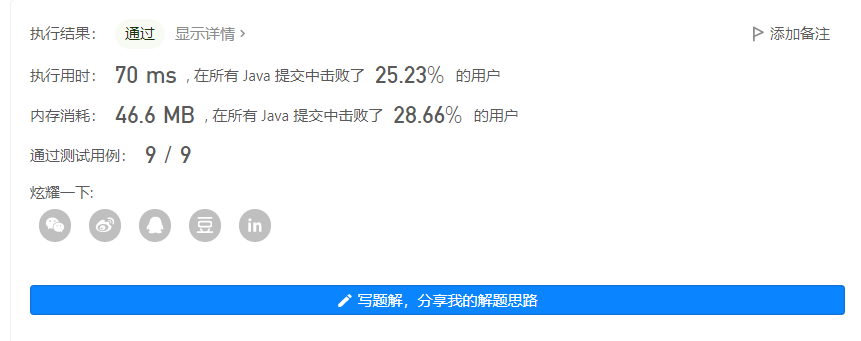 执行结果： 通过 显示详情 › 添加备注
执行用时： 70 ms , 在所有 Java 提交中击败了 25.23% 的用户
内存消耗： 46.6 MB , 在所有 Java 提交中击败了 28.66% 的用户
通过测试用例： 9 / 9
炫耀一下:
豆 in
写题解，分享我的解题思路